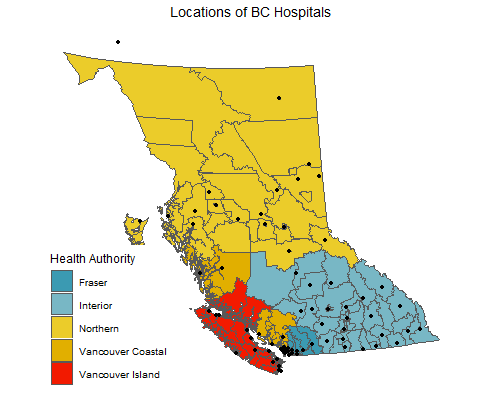 Locations of BC Hospitals
Health Authority
Fraser
Interior
Northern
Vancouver Coastal
Vancouver Island